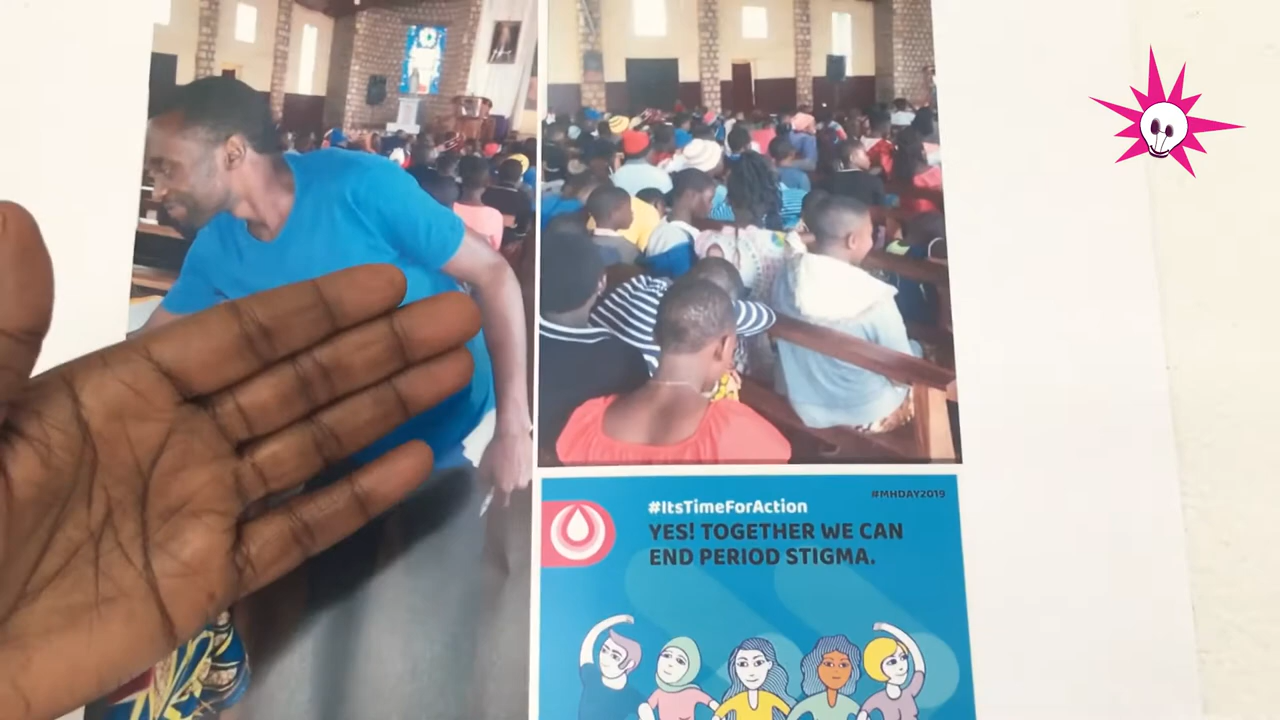 #MHDAY2019
#ItsTimeForAction
YES! TOGETHER WE CAN
END PERIOD STIGMA.